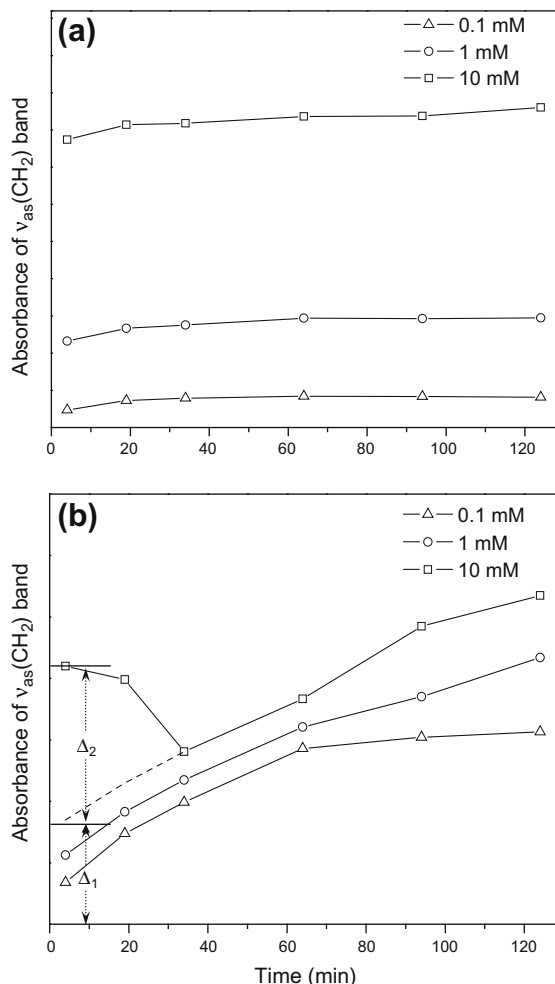 (a)
0.1 mM
1 mM
10 mM
Absorbance of νas(CH2) band
0 20 40 60 80 100 120
(b)
0.1 mM
1 mM
10 mM
Absorbance of νas(CH2) band
Δ2
Δ1
0 20 40 60 80 100 120
Time (min)